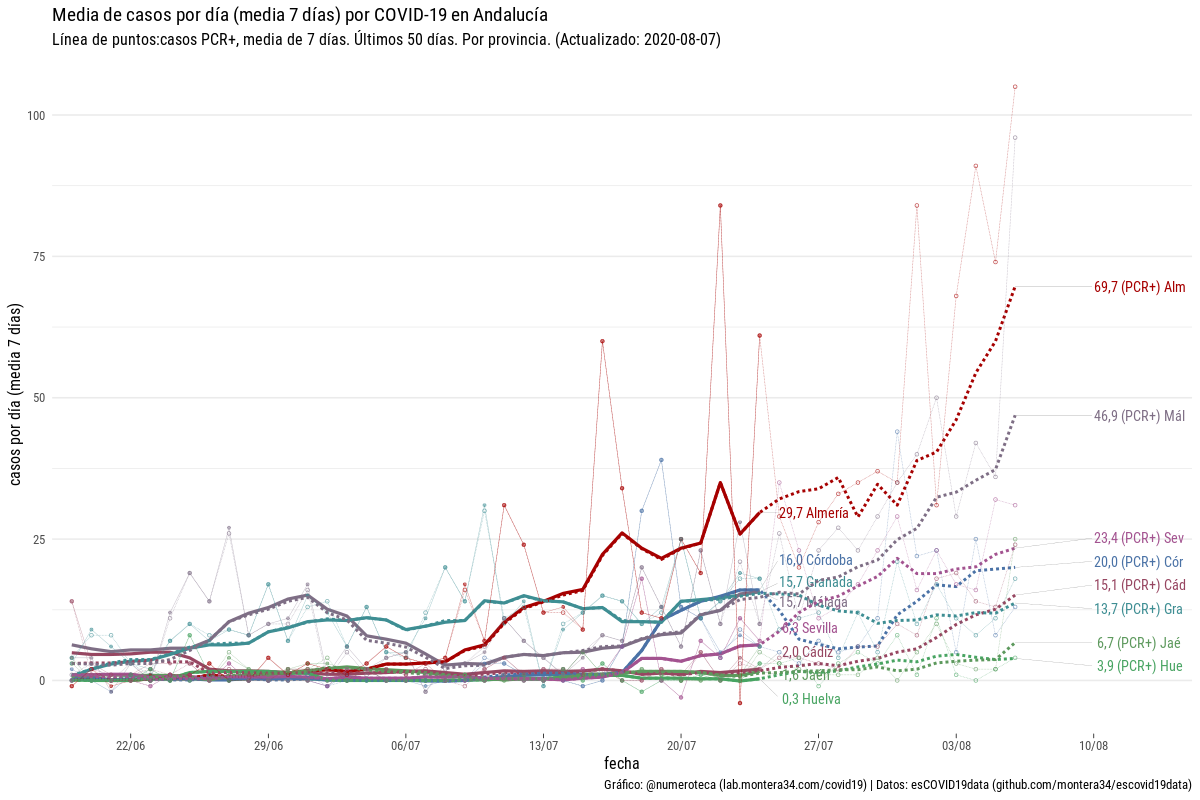 Media de casos por día (media 7 días) por COVID-19 en Andalucía
Línea de puntos:casos PCR+, media de 7 días. Últimos 50 días. Por provincia. (Actualizado: 2020-08-07)
casos por día (media 7 días)
100
75
50
25
0
69,7 (PCR+) Alm
46,9 (PCR+) Mál
29,7 Almería
23,4 (PCR+) Sev
16,0 Córdoba
20,0 (PCR+) Cór
15,7 Granada
15,1 (PCR+) Cád
15,7 Málaga
13,7 (PCR+) Gra
6,3 Sevilla
6,7 (PCR+) Jaé
2,0 Cádiz
3,9 (PCR+) Hue
1,6 Jaén
0,3 Huelva
22/06
29/06
06/07
13/07
20/07
27/07
03/08
10/08
fecha
Gráfico: @numeroteca (lab.montera34.com/covid19) | Datos: esCOVID19data (github.com/montera34/escovid19data)